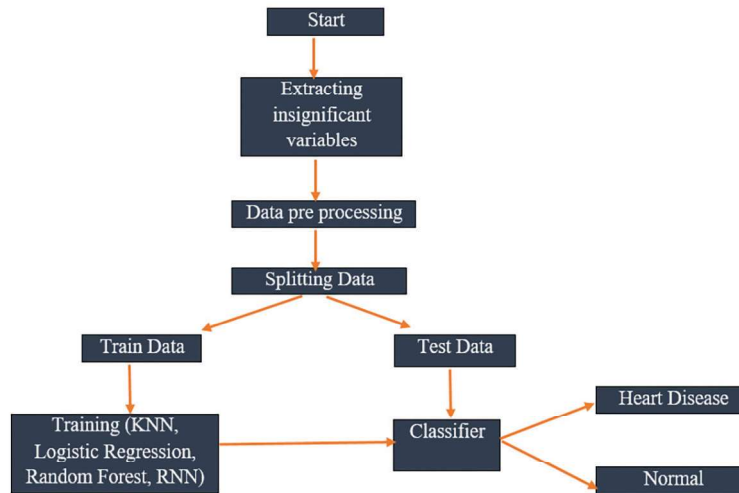 Start
Extracting
insignificant
variables
Data pre processing
Splitting Data
Train Data
Test Data
Training (KNN,
Logistic Regression,
Random Forest, RNN)
Classifier
Heart Disease
Normal